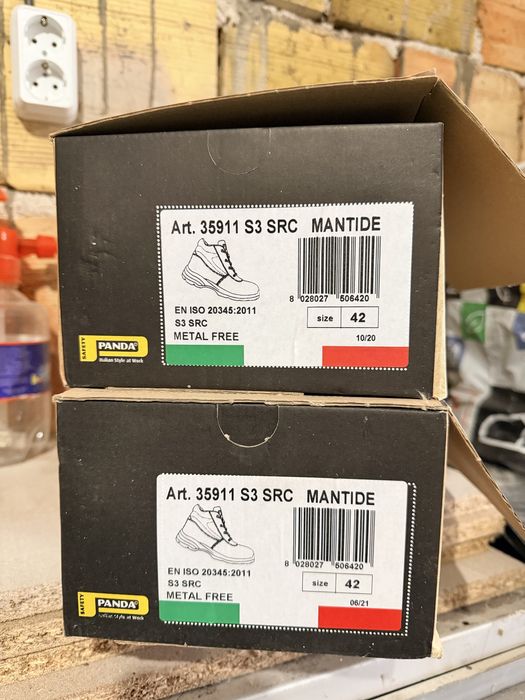 Art. 35911 S3 SRC MANTIDE
8 028027 506420
EN ISO 20345:2011
S3 SRC
METAL FREE
size 42
10/20
SAFETY
PANDA®
Italian Style at Work
Art. 35911 S3 SRC MANTIDE
8 028027 506420
EN ISO 20345:2011
S3 SRC
METAL FREE
size 42
06/21
SAFETY
PANDA®
Italian Style at Work